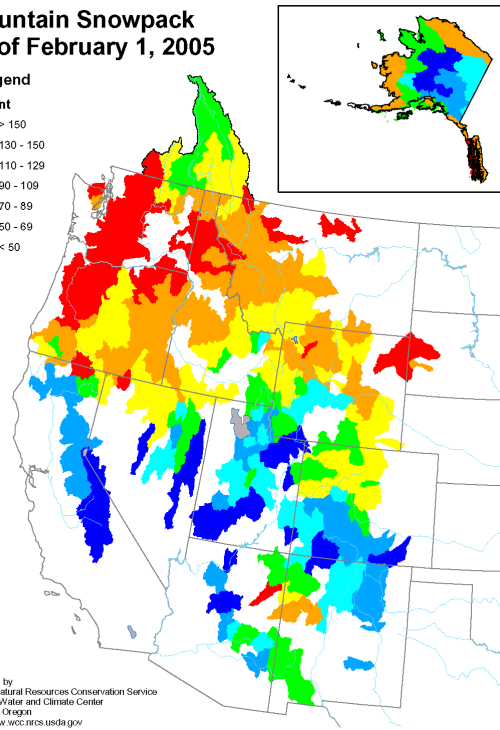 untain Snowpack
of February 1, 2005
gend
nt
> 150
130 - 150
110 - 129
90 - 109
70 - 89
50 - 69
< 50
by
atural Resources Conservation Service
Water and Climate Center
Oregon
w.wcc.nrcs.usda.gov